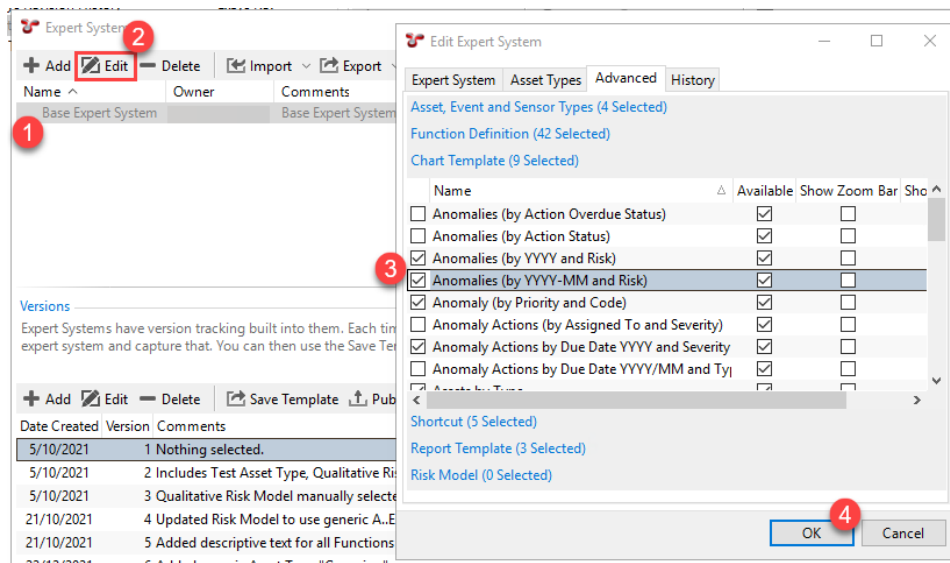 Expert System
2
Add Edit Delete Import Export
Name Owner Comments
Base Expert System Base Expert System
1
Versions
Expert Systems have version tracking built into them. Each tim
expert system and capture that. You can then use the Save Te
Add Edit Delete Save Template Pub
Date Created Version Comments
5/10/2021 1 Nothing selected.
5/10/2021 2 Includes Test Asset Type, Qualitative Ri
5/10/2021 3 Qualitative Risk Model manually selecte
21/10/2021 4 Updated Risk Model to use generic A..E
21/10/2021 5 Added descriptive text for all Functions
Edit Expert System
Expert System Asset Types Advanced History
Asset, Event and Sensor Types (4 Selected)
Function Definition (42 Selected)
Chart Template (9 Selected)
Name Available Show Zoom Bar Sho
Anomalies (by Action Overdue Status)
Anomalies (by Action Status)
Anomalies (by YYYY and Risk)
3
Anomalies (by YYYY-MM and Risk)
Anomaly (by Priority and Code)
Anomaly Actions (by Assigned To and Severity)
Anomaly Actions by Due Date YYYY and Severity
Anomaly Actions by Due Date YYYY/MM and Typ
Assets by Type
Shortcut (5 Selected)
Report Template (3 Selected)
Risk Model (0 Selected)
4
OK Cancel